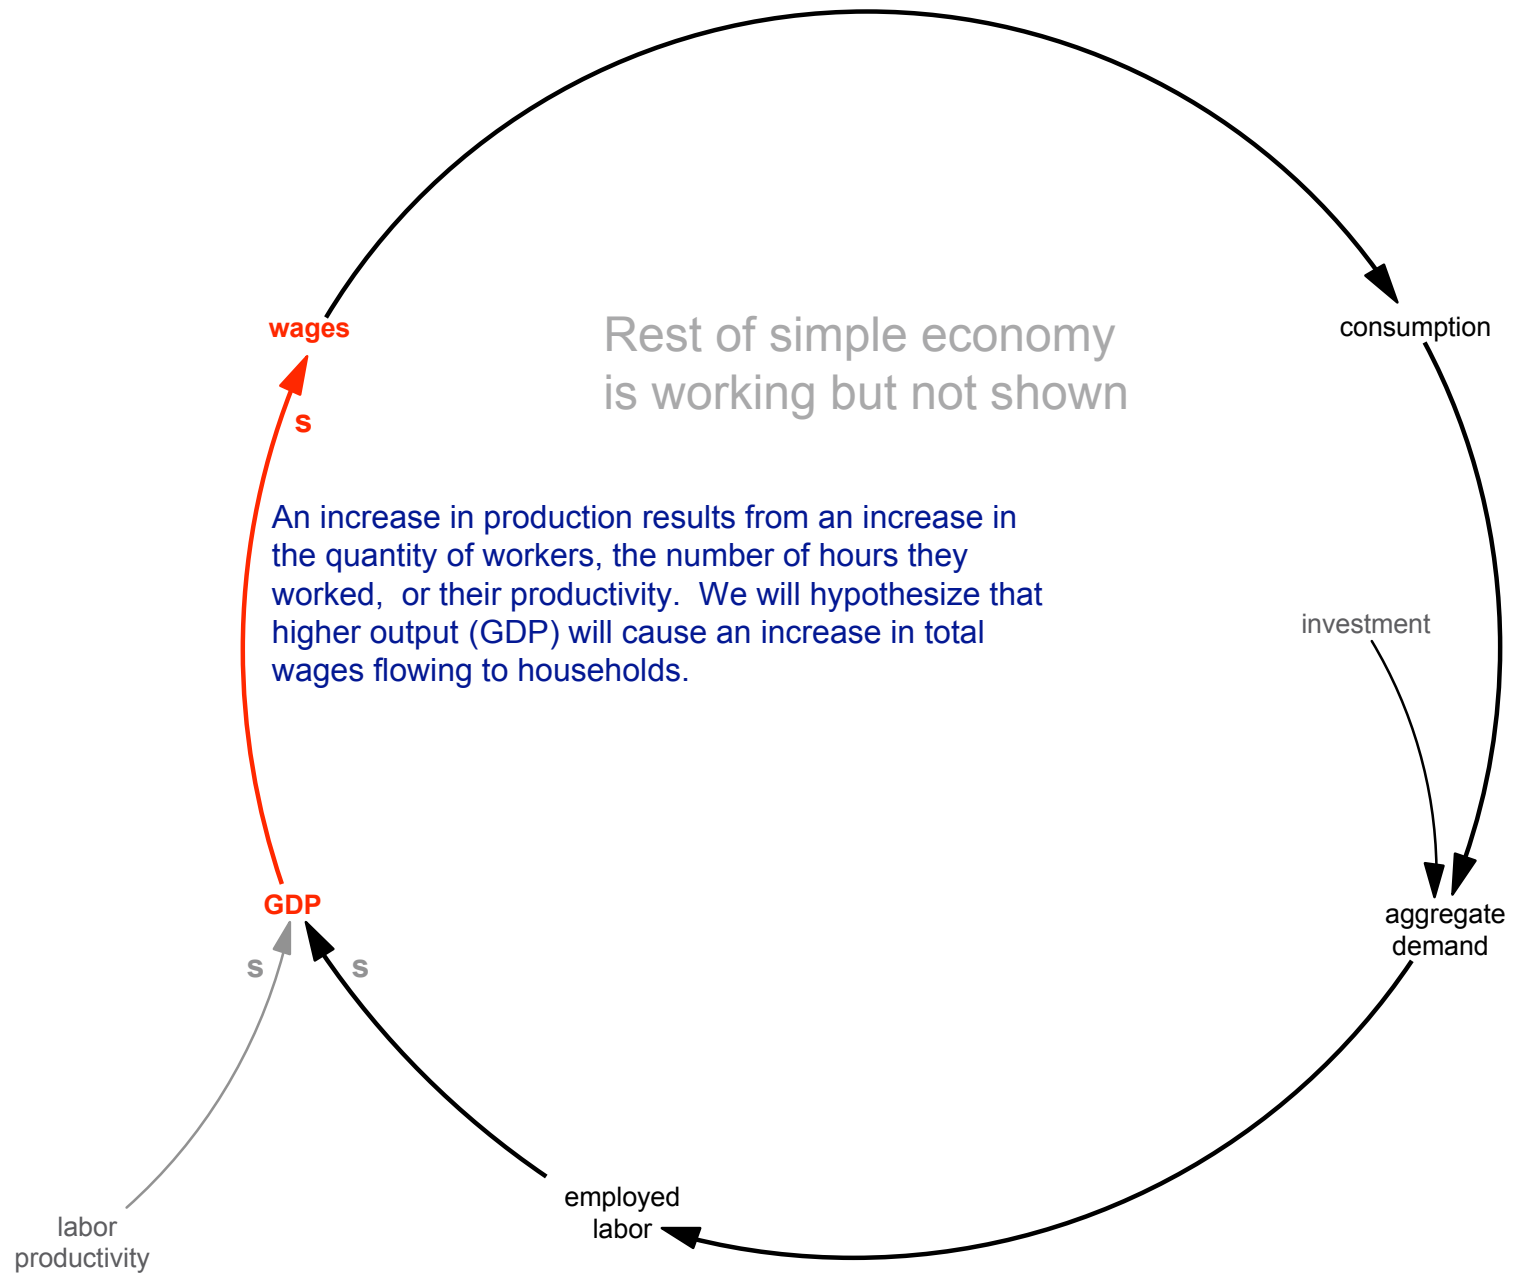 wages
Rest of simple economy
is working but not shown
consumption
s
An increase in production results from an increase in
the quantity of workers, the number of hours they
worked,  or their productivity.  We will hypothesize that
higher output (GDP) will cause an increase in total
wages flowing to households.
investment
GDP
aggregate
demand
s
s
employed
labor
labor
productivity